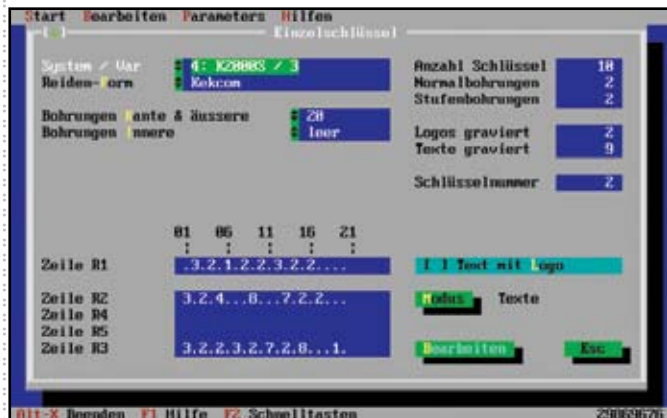 Start Bearbeiten Parameters Hilfen
Einzelschlüssel
System / Var 4: K2000S / 3
Reiden-Form Kekcom
Bohrungen Kante & äussere 20
Bohrungen Innere leer
Anzahl Schlüssel 10
Normalbohrungen 2
Stufenbohrungen 2
Logos graviert 2
Texte graviert 9
Schlüsselnummer 2
01 06 11 16 21
: : : : :
Zeile R1 .3.2.1.2.2.3.2.2....
[ ] Text mit Logo
Zeile R2 3.2.4...8...7.2.2...
Modus Texte
Zeile R4
Zeile R5
Zeile R3 3.2.2.3.2.7.2.8...1.
Bearbeiten Esc
Alt-X Beenden F1 Hilfe F2 Schnelltasten 29069676